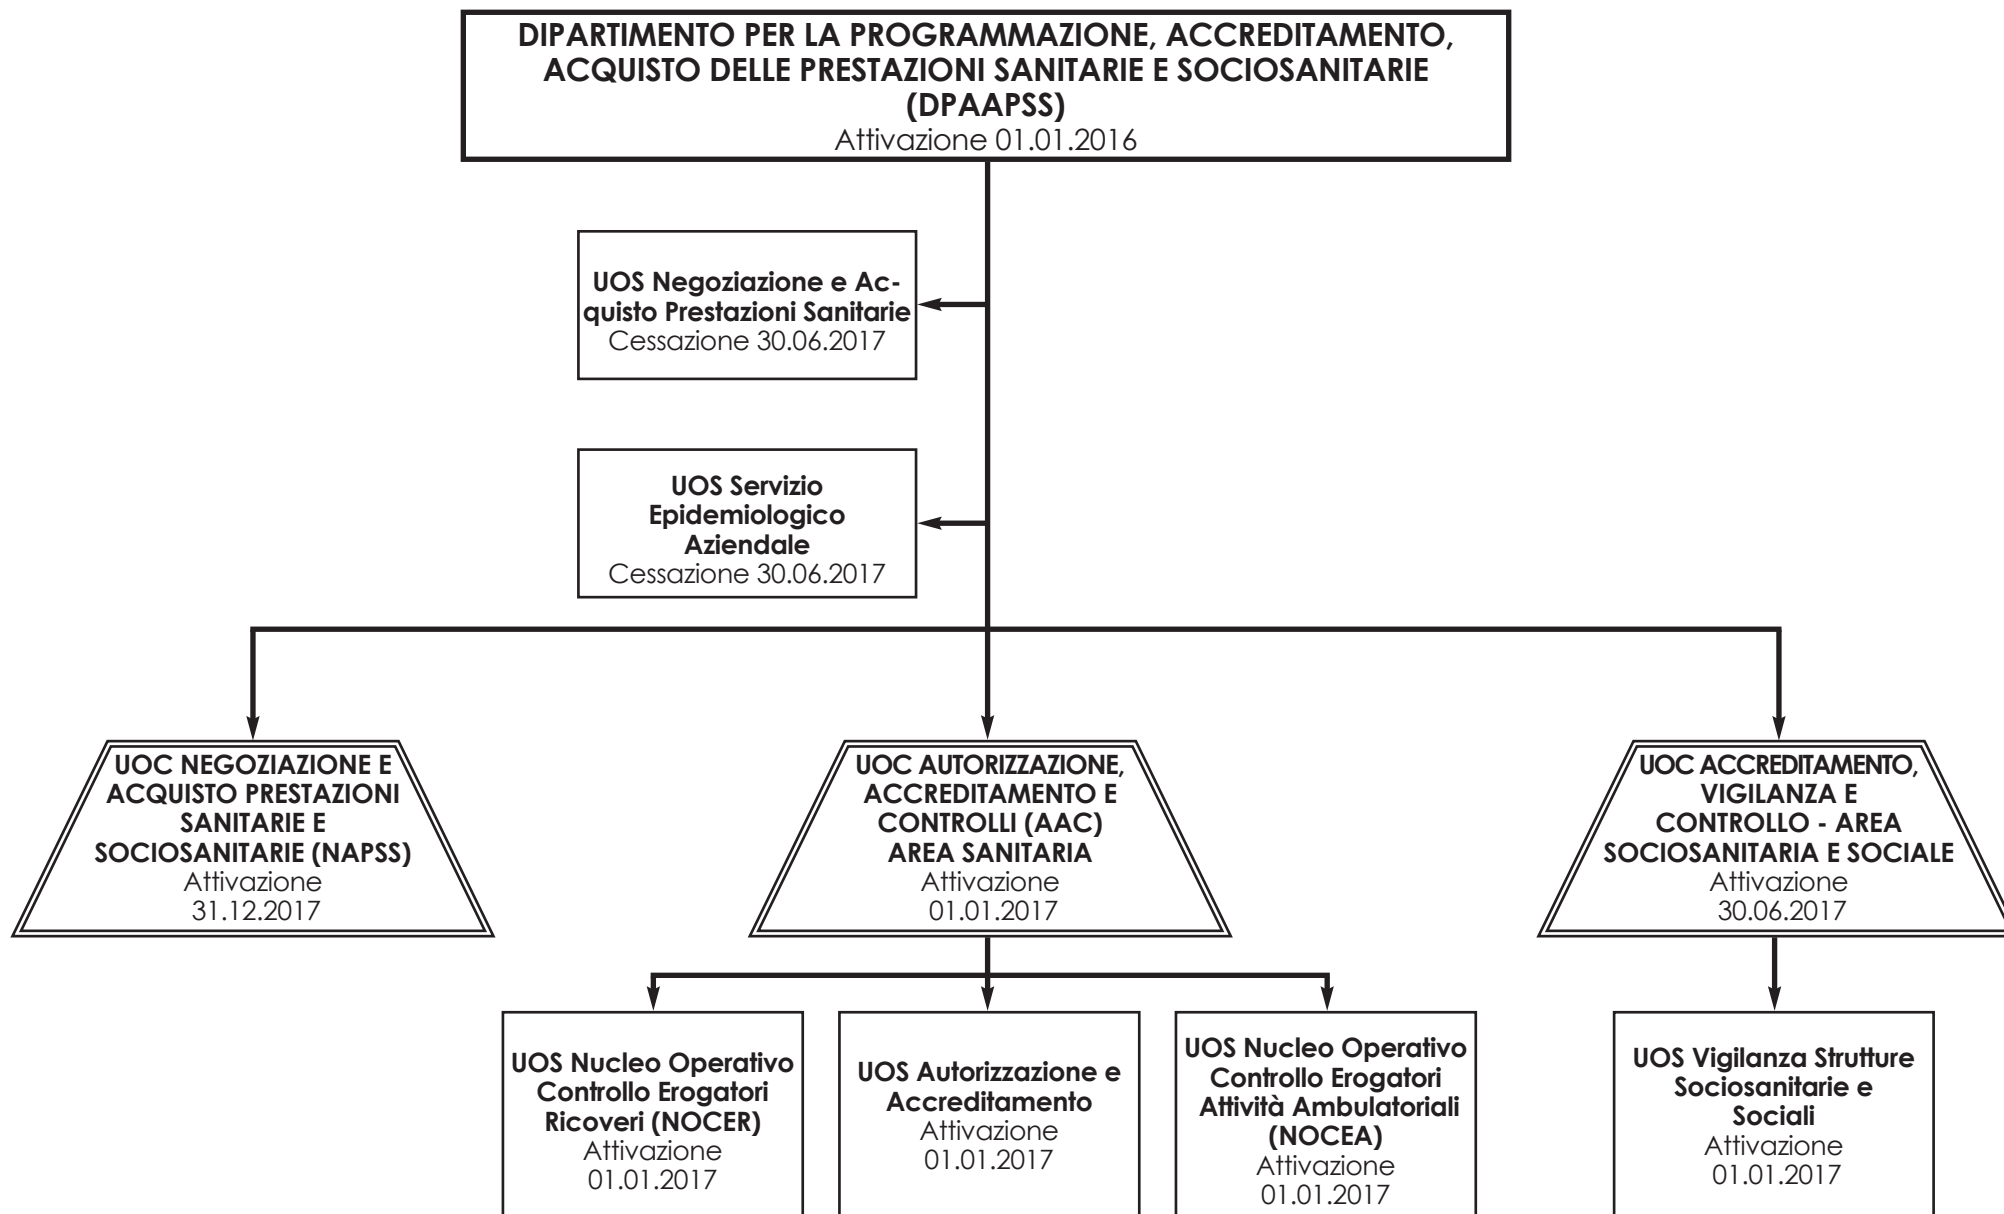 DIPARTIMENTO PER LA PROGRAMMAZIONE, ACCREDITAMENTO,
ACQUISTO DELLE PRESTAZIONI SANITARIE E SOCIOSANITARIE
(DPAAPSS)
Attivazione 01.01.2016
UOS Negoziazione e Ac-
quisto Prestazioni Sanitarie
Cessazione 30.06.2017
UOS Servizio
Epidemiologico
Aziendale
Cessazione 30.06.2017
UOC NEGOZIAZIONE E
ACQUISTO PRESTAZIONI
SANITARIE E
SOCIOSANITARIE (NAPSS)
Attivazione
31.12.2017
UOC AUTORIZZAZIONE,
ACCREDITAMENTO E
CONTROLLI (AAC)
AREA SANITARIA
Attivazione
01.01.2017
UOC ACCREDITAMENTO,
VIGILANZA E
CONTROLLO - AREA
SOCIOSANITARIA E SOCIALE
Attivazione
30.06.2017
UOS Nucleo Operativo
Controllo Erogatori
Ricoveri (NOCER)
Attivazione
01.01.2017
UOS Autorizzazione e
Accreditamento
Attivazione
01.01.2017
UOS Nucleo Operativo
Controllo Erogatori
Attività Ambulatoriali
(NOCEA)
Attivazione
01.01.2017
UOS Vigilanza Strutture
Sociosanitarie e
Sociali
Attivazione
01.01.2017